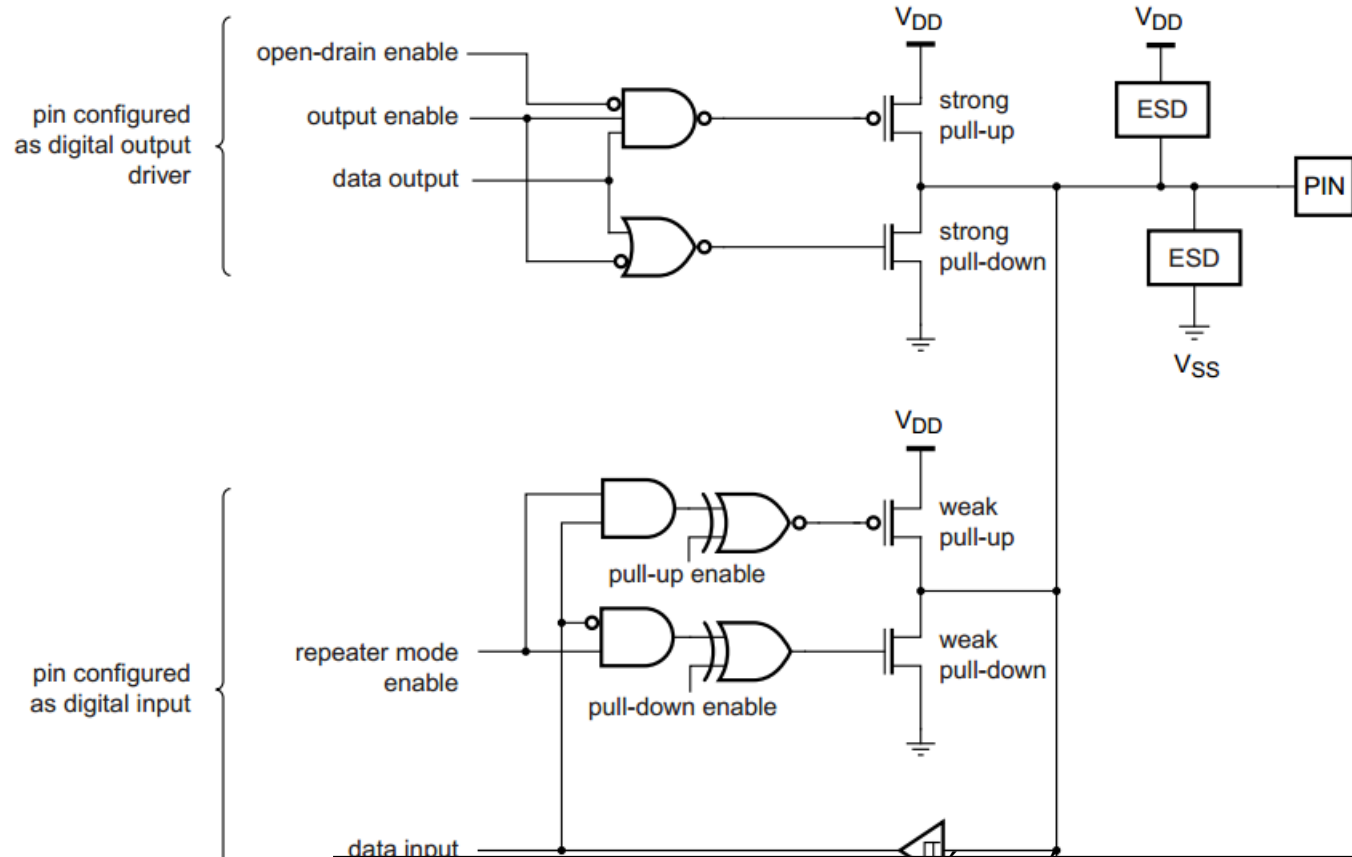 open-drain enable
output enable
data output
pin configured
as digital output
driver
VDD
strong
pull-up
strong
pull-down
VDD
ESD
PIN
ESD
VSS
VDD
weak
pull-up
pull-up enable
repeater mode
enable
weak
pull-down
pull-down enable
pin configured
as digital input
data input